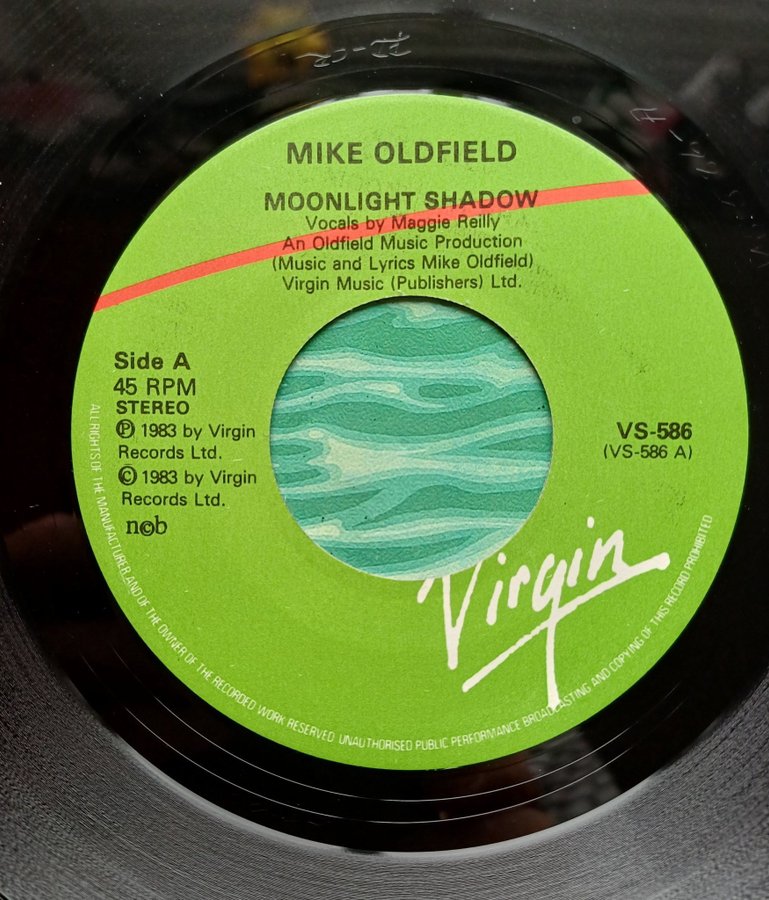 MIKE OLDFIELD
MOONLIGHT SHADOW
Vocals by Maggie Reilly
An Oldfield Music Production
(Music and Lyrics Mike Oldfield)
Virgin Music (Publishers) Ltd.
Side A
45 RPM
STEREO
Ⓟ 1983 by Virgin
Records Ltd.
© 1983 by Virgin
Records Ltd.
n©b
VS-586
(VS-586 A)
Virgin
ALL RIGHTS OF THE MANUFACTURER AND OF THE OWNER OF THE RECORDED WORK RESERVED UNAUTHORISED PUBLIC PERFORMANCE BROADCASTING AND COPYING OF THIS RECORD PROHIBITED